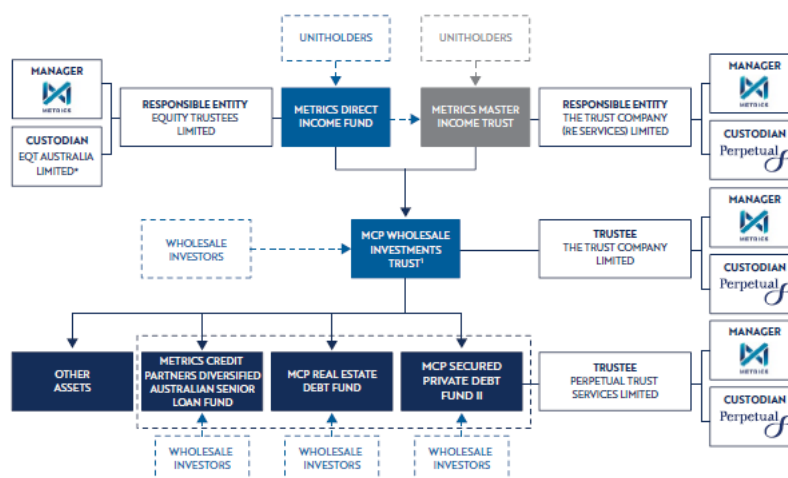 UNITHOLDERS
UNITHOLDERS
MANAGER
METRICS
CUSTODIAN
EQT AUSTRALIA
LIMITED*
RESPONSIBLE ENTITY
EQUITY TRUSTEES
LIMITED
METRICS DIRECT
INCOME FUND
METRICS MASTER
INCOME TRUST
RESPONSIBLE ENTITY
THE TRUST COMPANY
(RE SERVICES) LIMITED
MANAGER
METRICS
CUSTODIAN
Perpetual
WHOLESALE
INVESTORS
MCP WHOLESALE
INVESTMENTS
TRUST¹
TRUSTEE
THE TRUST COMPANY
LIMITED
MANAGER
METRICS
CUSTODIAN
Perpetual
OTHER
ASSETS
METRICS CREDIT
PARTNERS DIVERSIFIED
AUSTRALIAN SENIOR
LOAN FUND
MCP REAL ESTATE
DEBT FUND
MCP SECURED
PRIVATE DEBT
FUND II
TRUSTEE
PERPETUAL TRUST
SERVICES LIMITED
MANAGER
METRICS
CUSTODIAN
Perpetual
WHOLESALE
INVESTORS
WHOLESALE
INVESTORS
WHOLESALE
INVESTORS